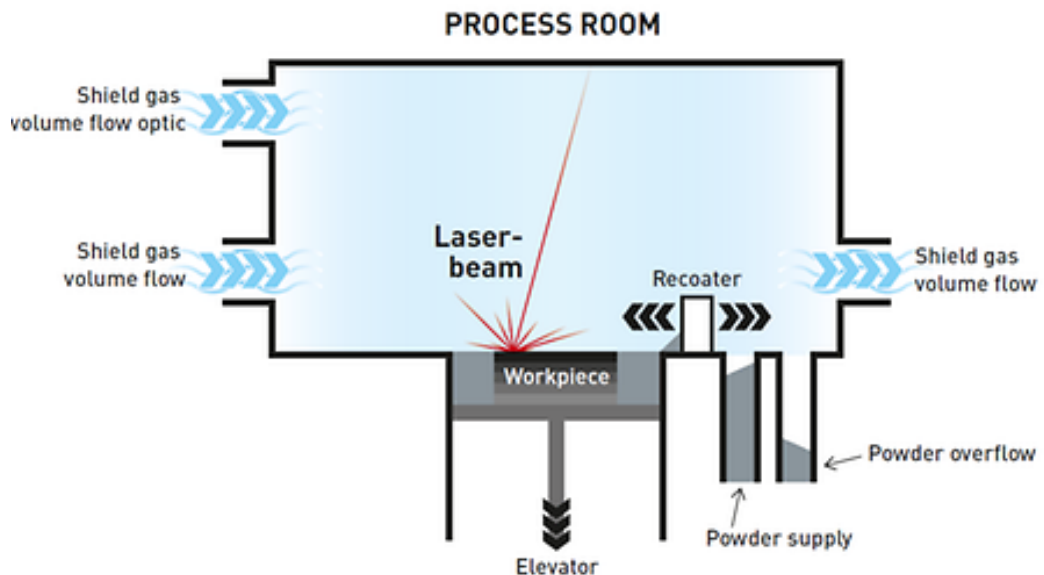 PROCESS ROOM
Shield gas
volume flow optic
Shield gas
volume flow
Laser-
beam
Recoater
Shield gas
volume flow
Workpiece
Powder overflow
Powder supply
Elevator